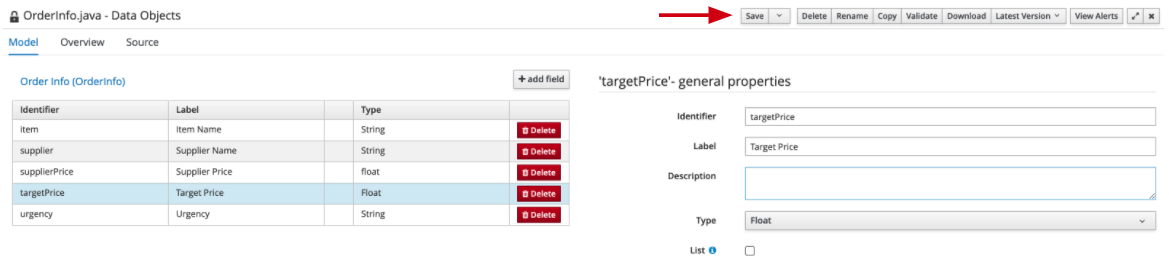 OrderInfo.java - Data Objects
Save Delete Rename Copy Validate Download Latest Version View Alerts
Model Overview Source
Order Info (OrderInfo) + add field
Identifier Label Type
item Item Name String Delete
supplier Supplier Name String Delete
supplierPrice Supplier Price float Delete
targetPrice Target Price Float Delete
urgency Urgency String Delete
'targetPrice'- general properties
Identifier targetPrice
Label Target Price
Description
Type Float
List